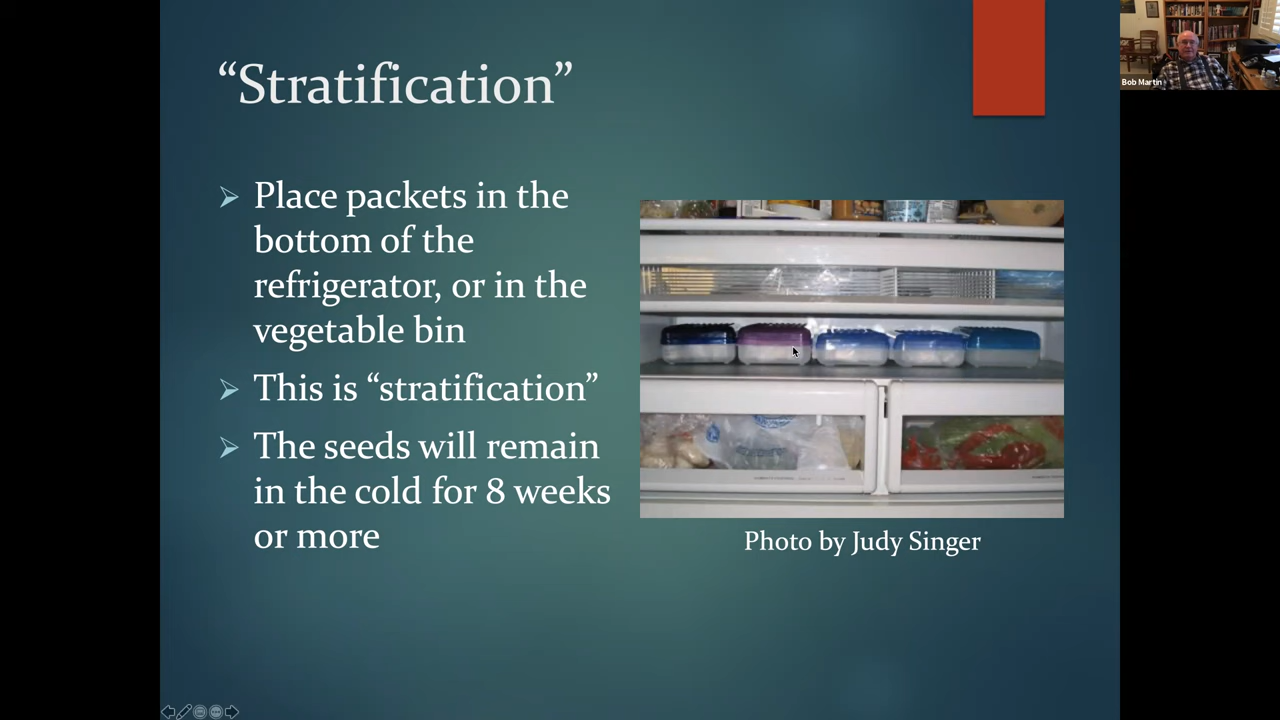 “Stratification”
Place packets in the
bottom of the
refrigerator, or in the
vegetable bin
This is “stratification”
The seeds will remain
in the cold for 8 weeks
or more
Photo by Judy Singer
Bob Martin